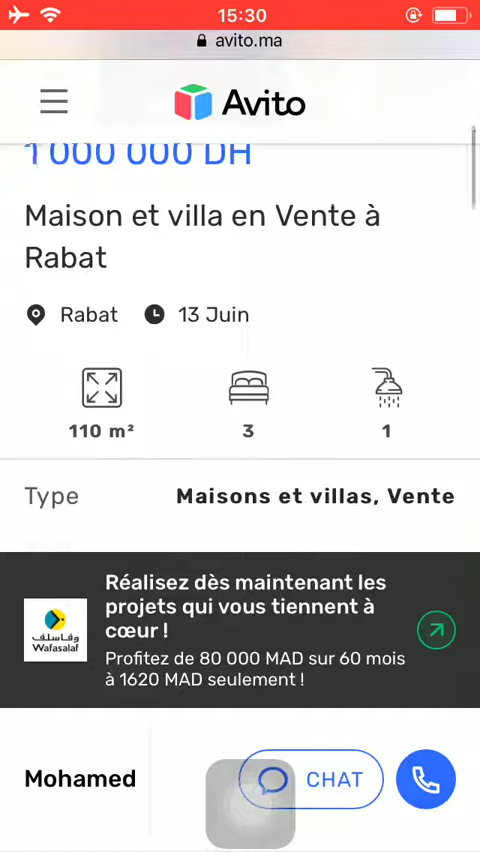 15:30
avito.ma
Avito
1 000 000 DH
Maison et villa en Vente à
Rabat
Rabat 13 Juin
110 m² 3 1
Type Maisons et villas, Vente
Réalisez dès maintenant les
projets qui vous tiennent à
cœur !
Profitez de 80 000 MAD sur 60 mois
à 1620 MAD seulement !
وفاسلف
Wafasalaf
Mohamed CHAT